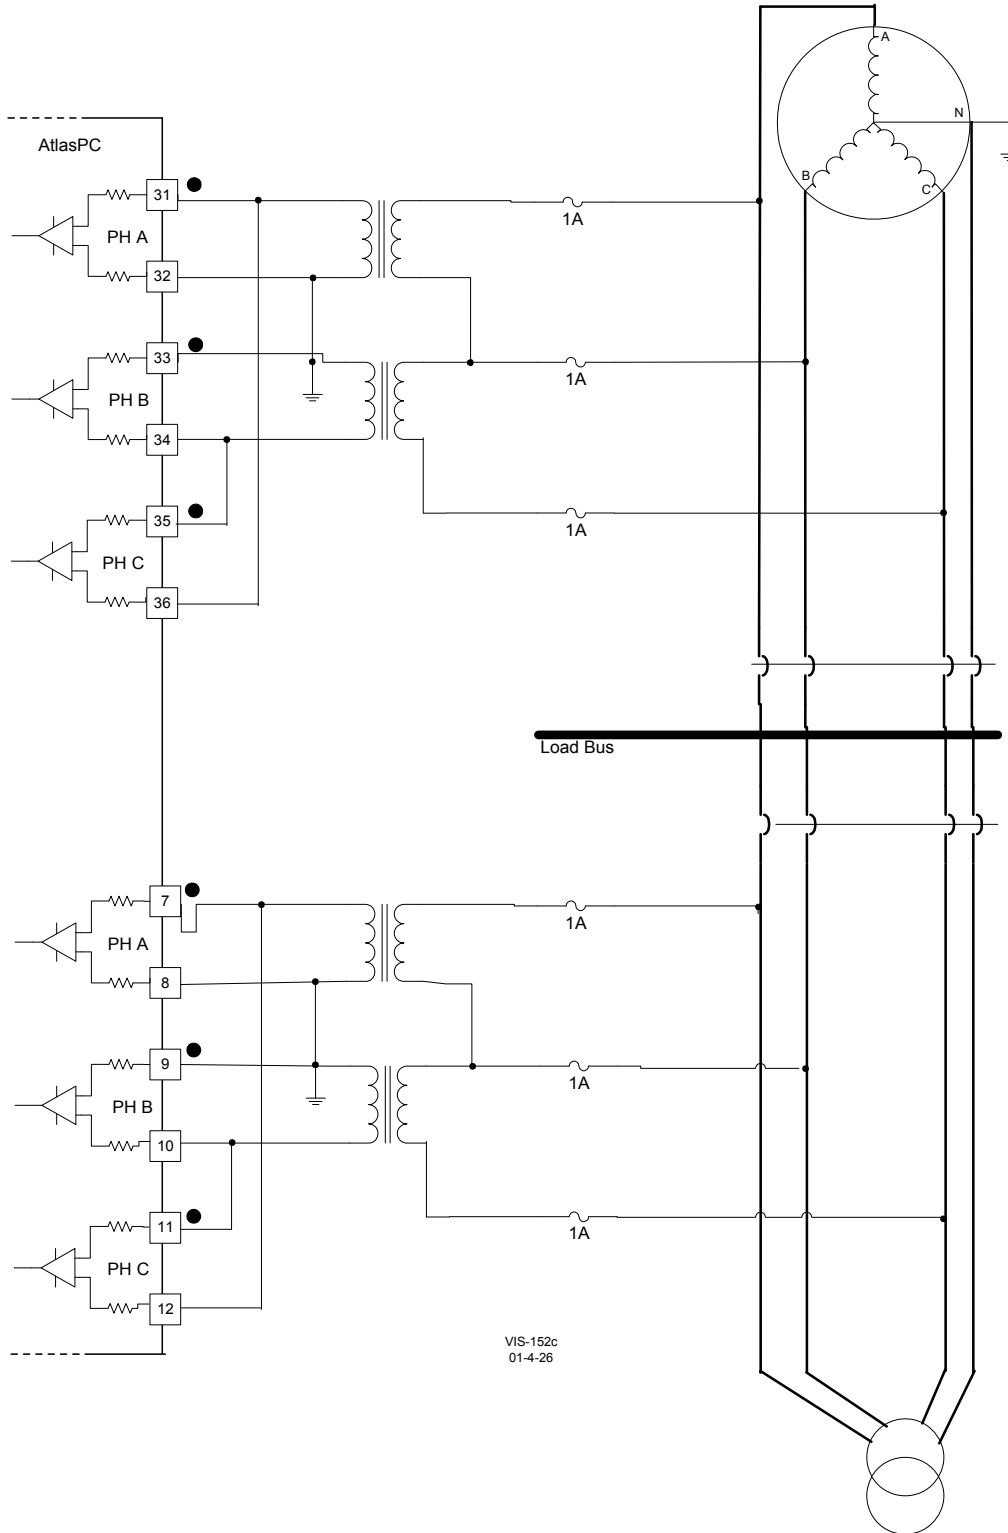 A
N
B
C
AtlasPC
31
PH A
32
1A
33
PH B
34
1A
35
PH C
36
1A
Load Bus
7
PH A
8
1A
9
PH B
10
1A
11
PH C
12
1A
VIS-152c
01-4-26